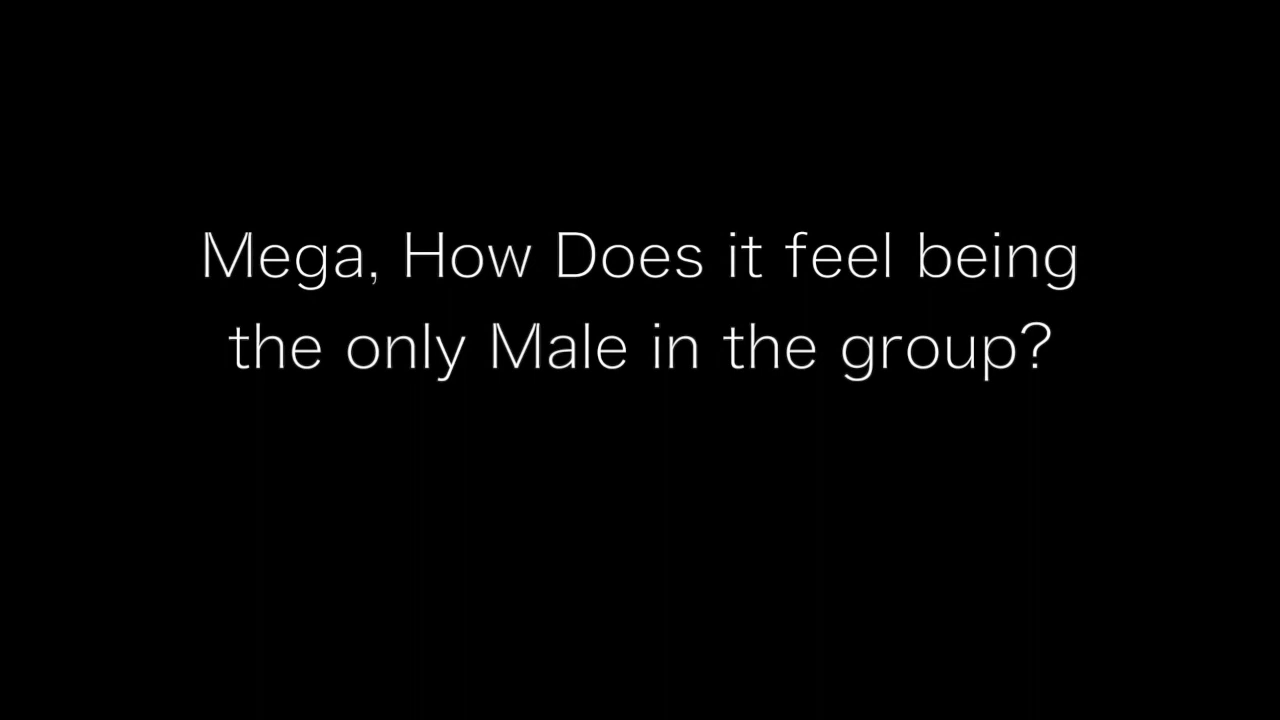 Mega, How Does it feel being
the only Male in the group?